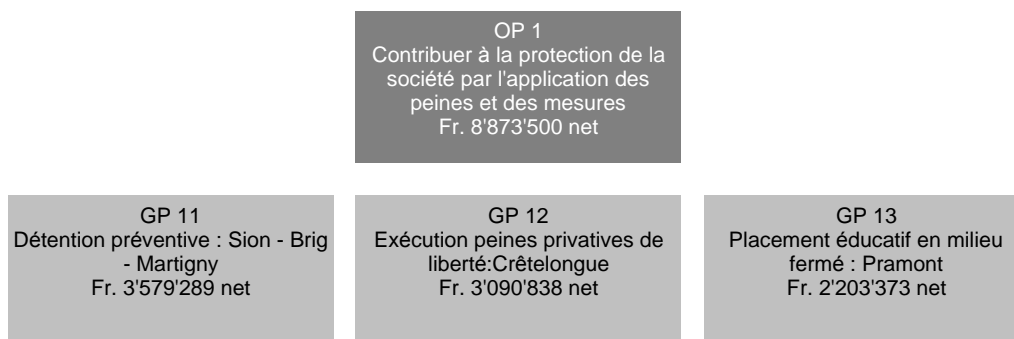 OP 1
Contribuer à la protection de la
société par l'application des
peines et des mesures
Fr. 8'873'500 net
GP 11
Détention préventive : Sion - Brig
- Martigny
Fr. 3'579'289 net
GP 12
Exécution peines privatives de
liberté:Crêtelongue
Fr. 3'090'838 net
GP 13
Placement éducatif en milieu
fermé : Pramont
Fr. 2'203'373 net